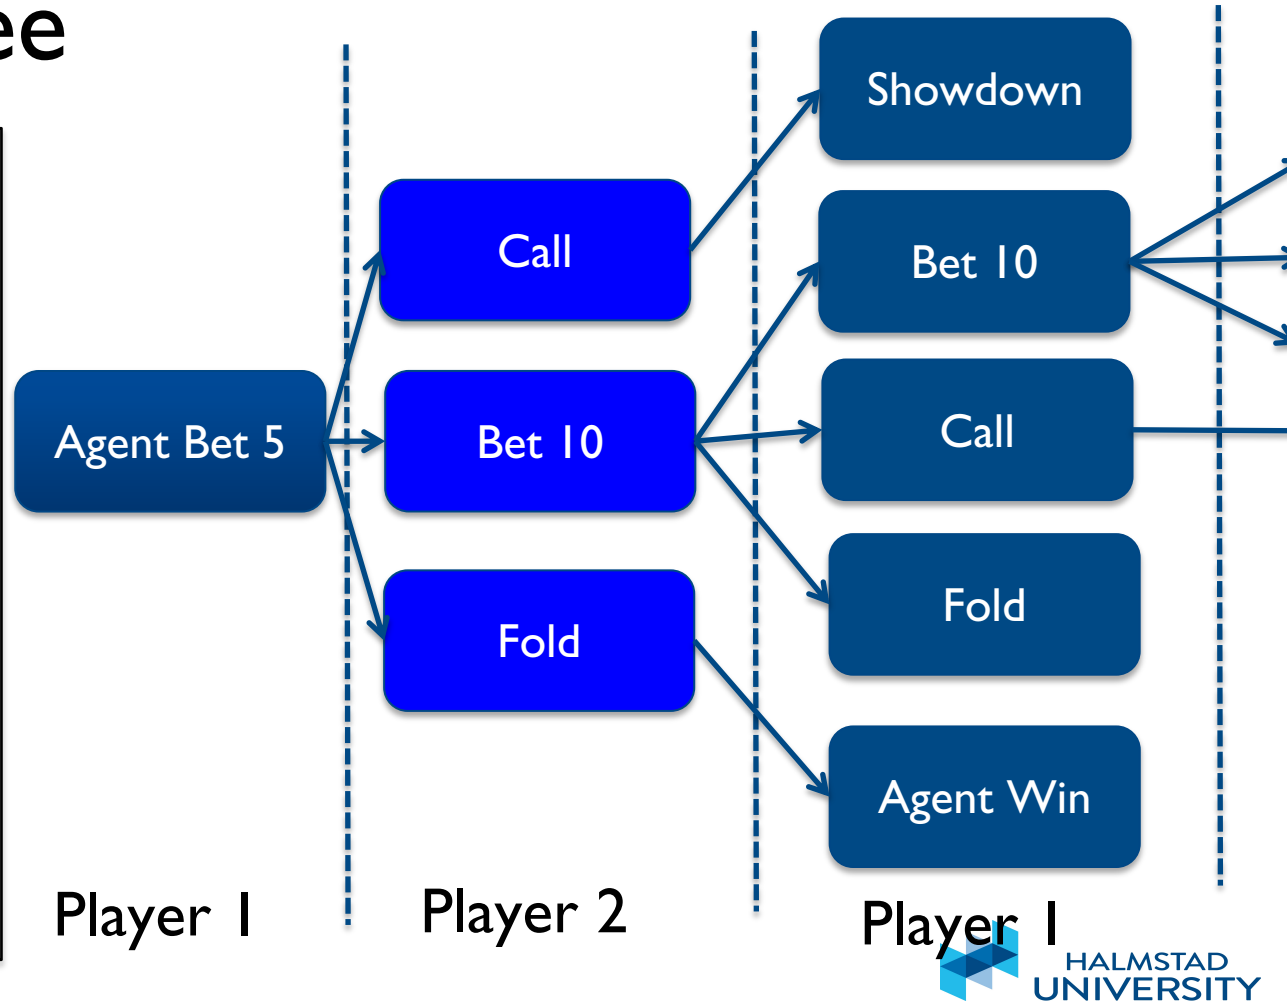 ee
Showdown
Call
Bet 10
Agent Bet 5
Bet 10
Call
Fold
Fold
Agent Win
Player 1
Player 2
Player 1
HALMSTAD
UNIVERSITY